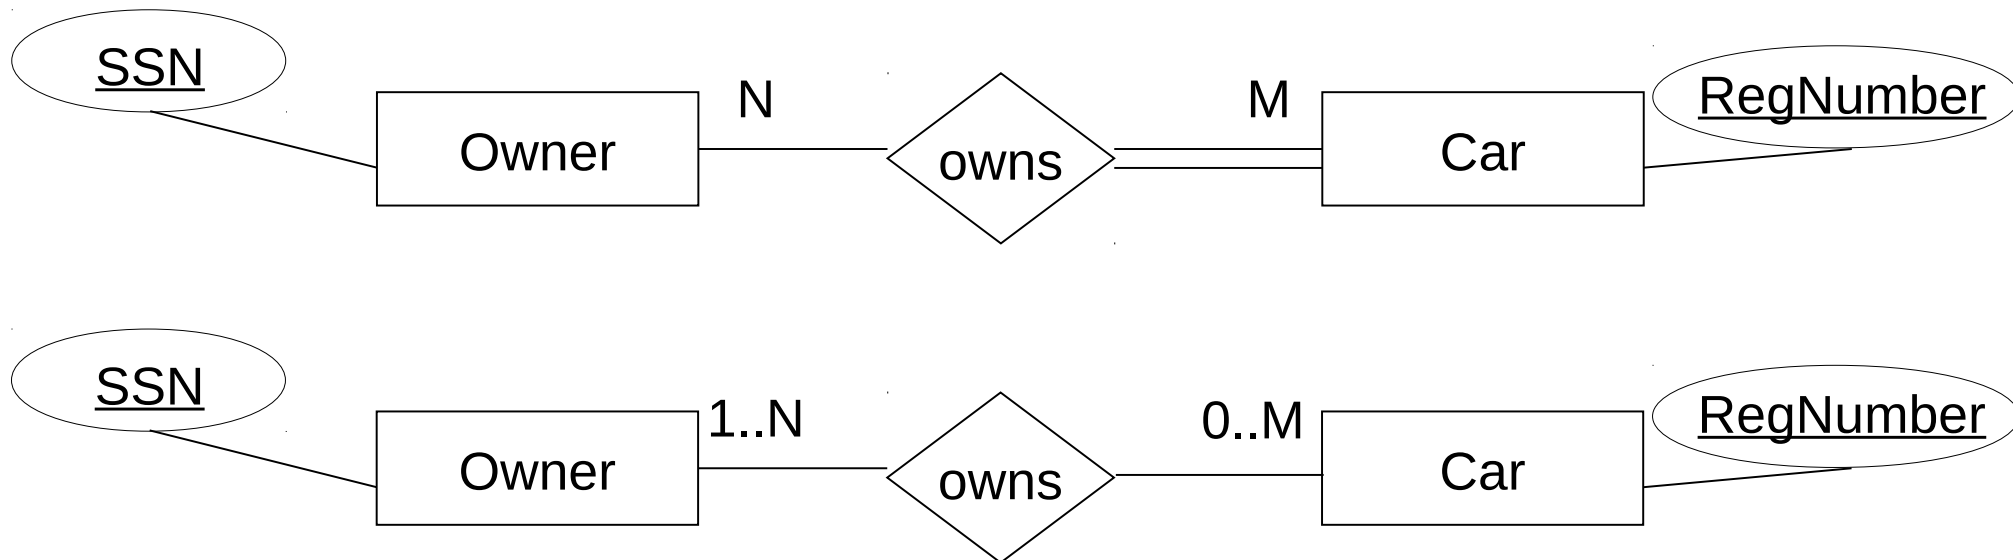 SSN
Owner
N
owns
M
Car
RegNumber
SSN
Owner
1..N
owns
0..M
Car
RegNumber